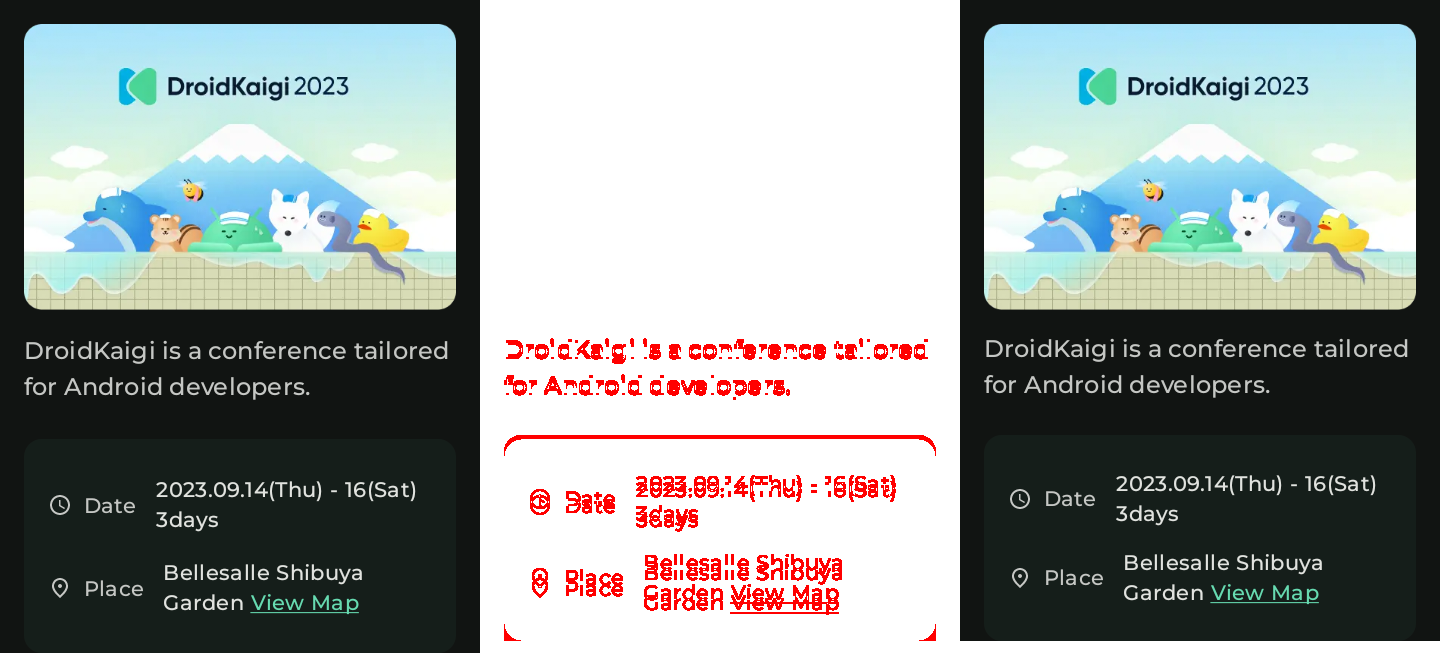 DroidKaigi 2023
DroidKaigi is a conference tailored
for Android developers.
Date
2023.09.14(Thu) - 16(Sat)
3days
Place
Bellesalle Shibuya
Garden View Map
DroidKaigi is a conference tailored
for Android developers.
Date
2023.09.14(Thu) - 16(Sat)
3days
Place
Bellesalle Shibuya
Garden View Map
DroidKaigi 2023
DroidKaigi is a conference tailored
for Android developers.
Date
2023.09.14(Thu) - 16(Sat)
3days
Place
Bellesalle Shibuya
Garden View Map